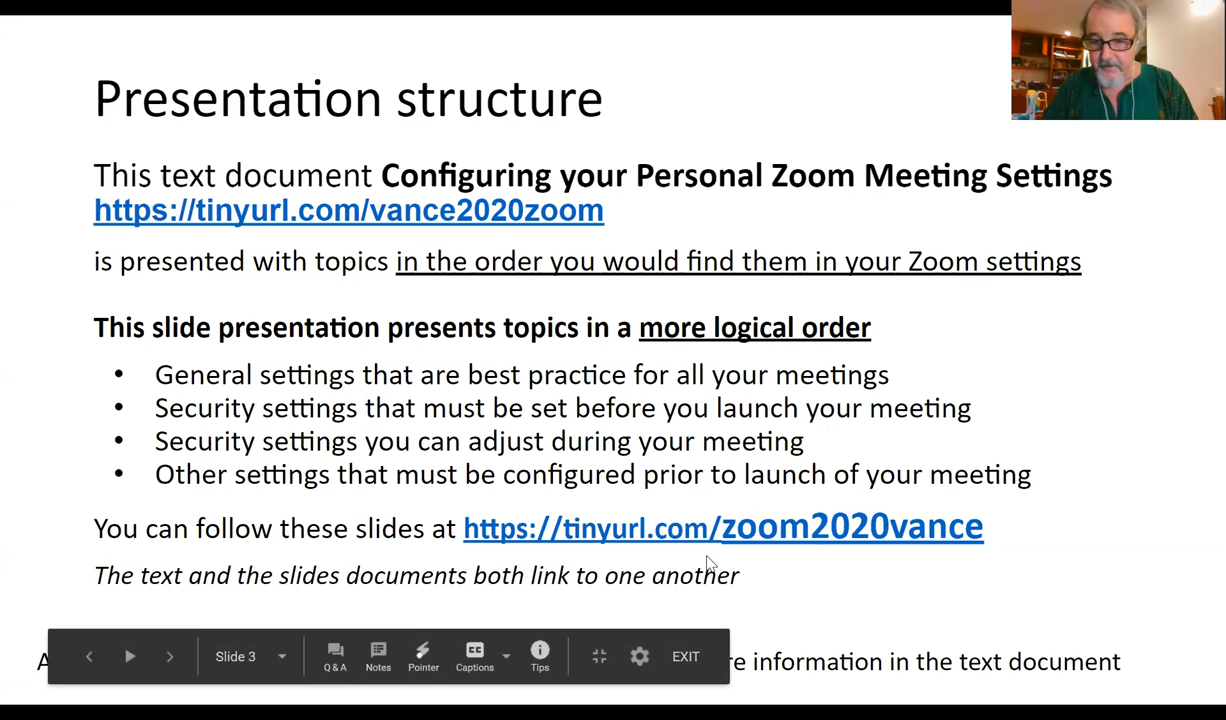 Presentation structure
This text document Configuring your Personal Zoom Meeting Settings
https://tinyurl.com/vance2020zoom
is presented with topics in the order you would find them in your Zoom settings
This slide presentation presents topics in a more logical order
• General settings that are best practice for all your meetings
• Security settings that must be set before you launch your meeting
• Security settings you can adjust during your meeting
• Other settings that must be configured prior to launch of your meeting
You can follow these slides at https://tinyurl.com/zoom2020vance
The text and the slides documents both link to one another
information in the text document
Slide 3
Q & A Notes Pointer Captions Tips EXIT